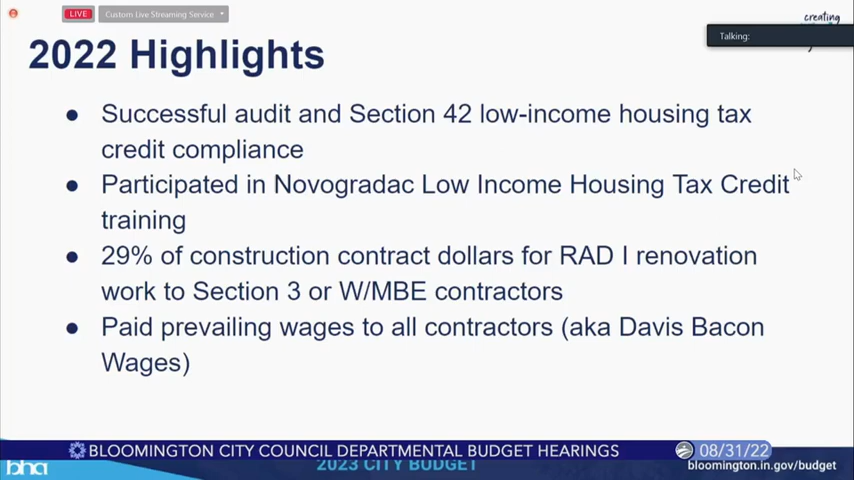 LIVE
Custom Live Streaming Service
creating
Talking:
2022 Highlights
● Successful audit and Section 42 low-income housing tax
credit compliance
● Participated in Novogradac Low Income Housing Tax Credit
training
● 29% of construction contract dollars for RAD I renovation
work to Section 3 or W/MBE contractors
● Paid prevailing wages to all contractors (aka Davis Bacon
Wages)
BLOOMINGTON CITY COUNCIL DEPARTMENTAL BUDGET HEARINGS
08/31/22
bha
2023 CITY BUDGET
bloomington.in.gov/budget